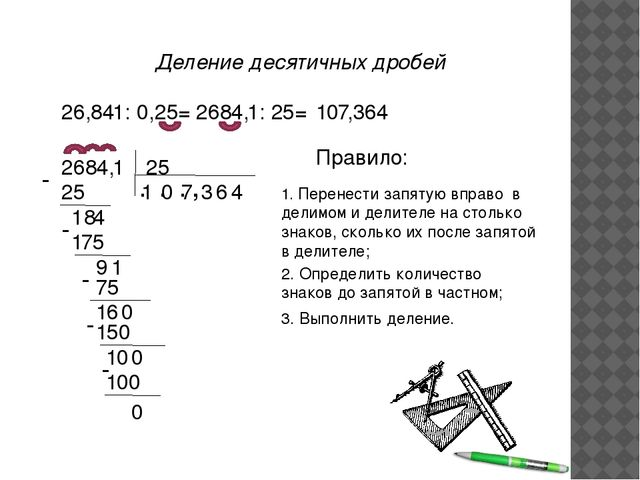 Деление десятичных дробей
26,841: 0,25= 2684,1: 25= 107,364
2684,1 25
-
25 1 0 7,3 6 4
184
-
175
9 1
-
75
16 0
-
150
10 0
-
100
0
Правило:
1. Перенести запятую вправо в
делимом и делителе на столько
знаков, сколько их после запятой
в делителе;
2. Определить количество
знаков до запятой в частном;
3. Выполнить деление.